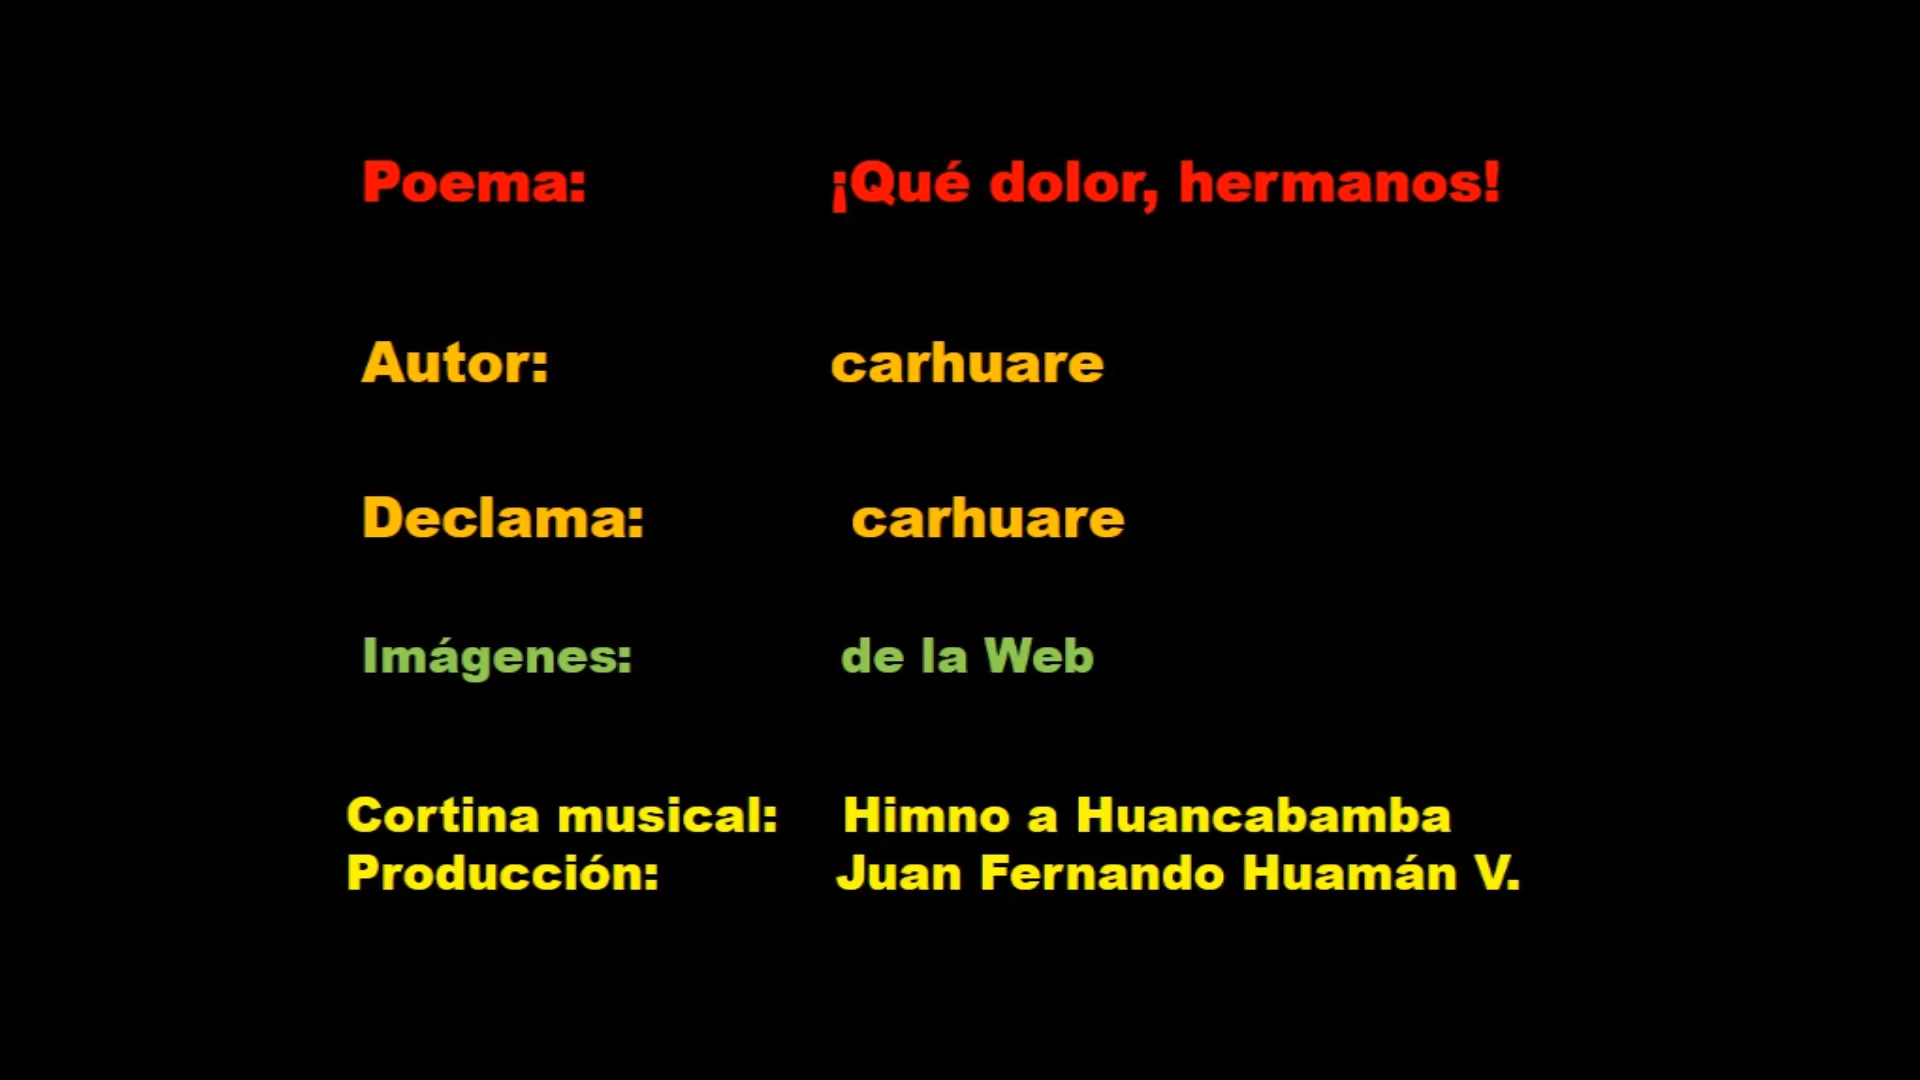 Poema: ¡Qué dolor, hermanos!
Autor: carhuare
Declama: carhuare
Imágenes: de la Web
Cortina musical: Himno a Huancabamba
Producción: Juan Fernando Huamán V.